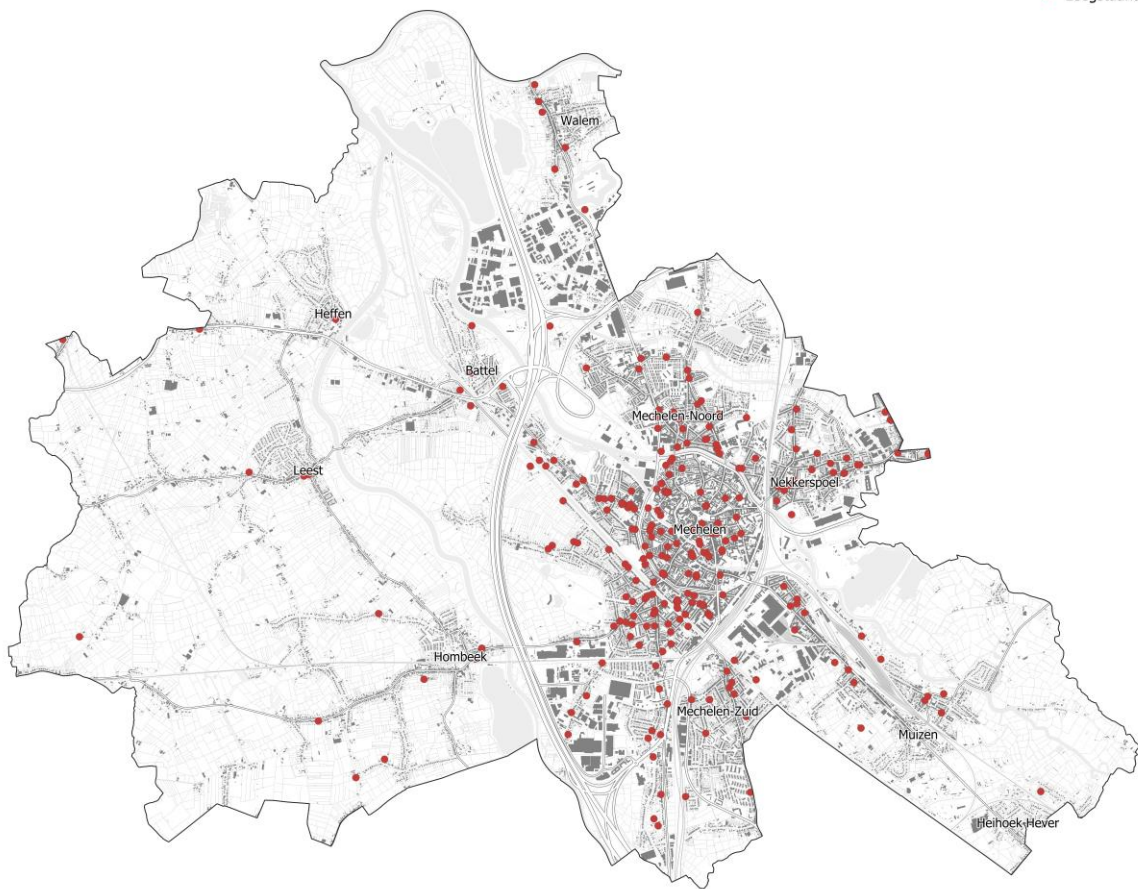 Walem
Heffen
Battel
Mechelen-Noord
Leest
Nekkerspoel
Mechelen
Hombeek
Mechelen-Zuid
Muizen
Heihoek-Hever